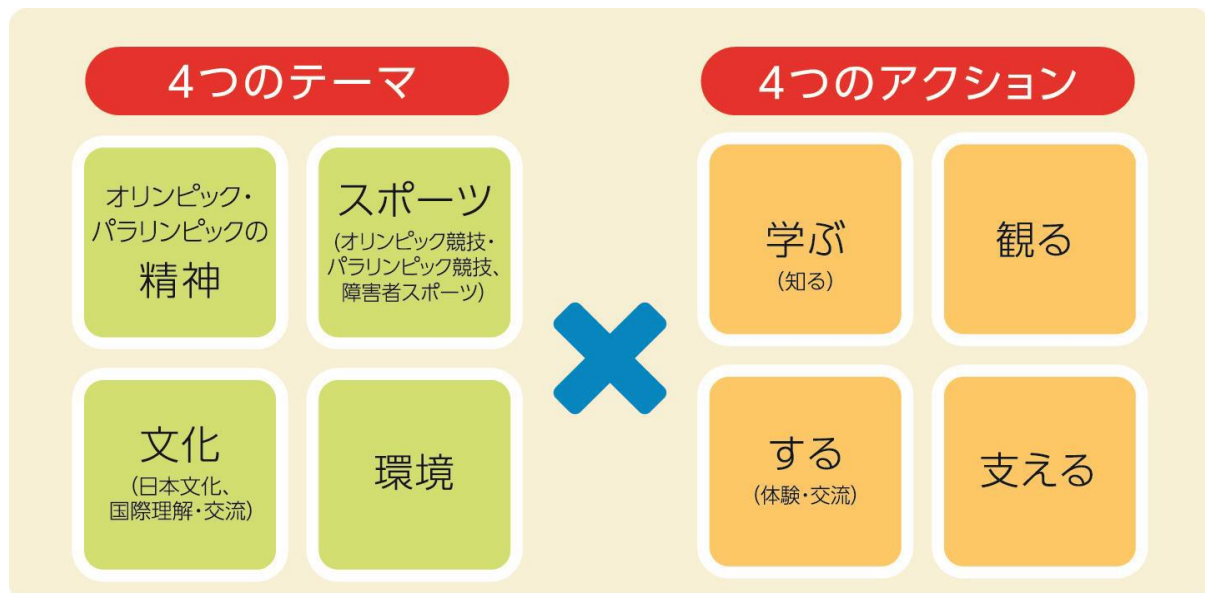 4つのテーマ
オリンピック・
パラリンピックの
精神
スポーツ
(オリンピック競技・
パラリンピック競技、
障害者スポーツ)
文化
(日本文化、
国際理解・交流)
環境
4つのアクション
学ぶ
(知る)
観る
する
(体験・交流)
支える